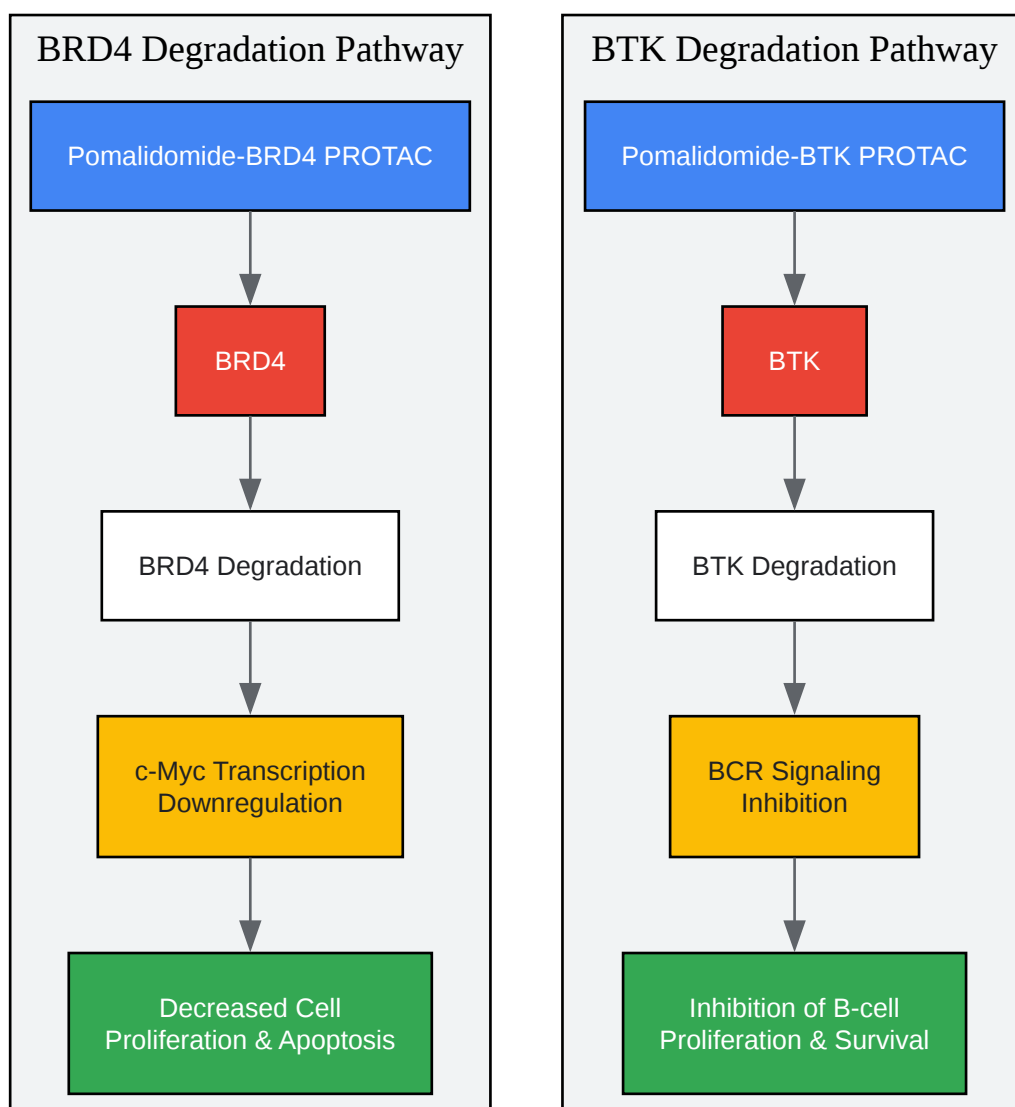 BRD4 Degradation Pathway
Pomalidomide-BRD4 PROTAC
BRD4
BRD4 Degradation
c-Myc Transcription
Downregulation
Decreased Cell
Proliferation & Apoptosis
BTK Degradation Pathway
Pomalidomide-BTK PROTAC
BTK
BTK Degradation
BCR Signaling
Inhibition
Inhibition of B-cell
Proliferation & Survival